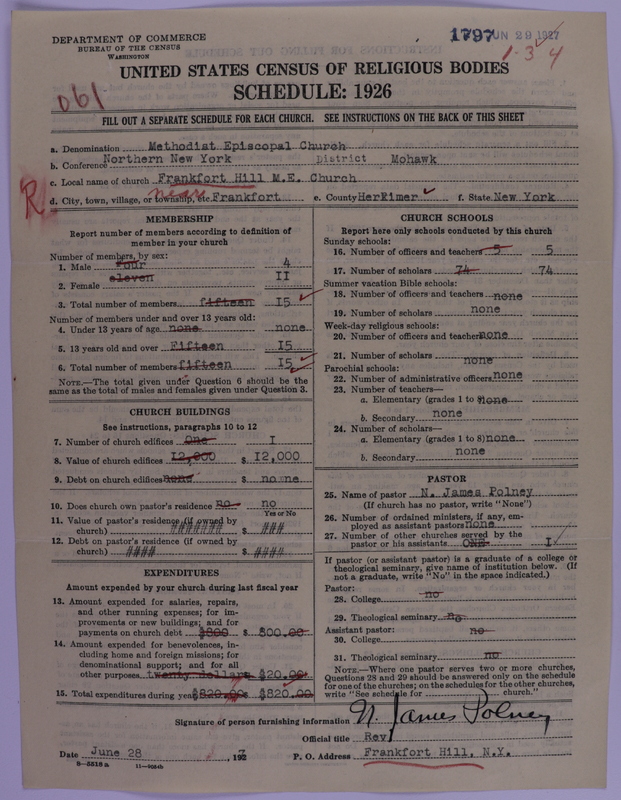 DEPARTMENT OF COMMERCE
BUREAU OF THE CENSUS
WASHINGTON
1797 JUN 29 1927
1-3 4
061
UNITED STATES CENSUS OF RELIGIOUS BODIES
SCHEDULE: 1926
FILL OUT A SEPARATE SCHEDULE FOR EACH CHURCH. SEE INSTRUCTIONS ON THE BACK OF THIS SHEET
a. Denomination Methodist Episcopal Church
b. Conference Northern New York District Mohawk
c. Local name of church Frankfort Hill M.E. Church
R
d. City, town, village, or township, etc. near Frankfort e. County HerKimer f. State New York
MEMBERSHIP
Report number of members according to definition of
member in your church
Number of members, by sex:
1. Male four 4
2. Female eleven II
3. Total number of members fifteen I5
Number of members under and over 13 years old:
4. Under 13 years of age none none
5. 13 years old and over Fifteen I5
6. Total number of members fifteen I5
NOTE.—The total given under Question 6 should be the
same as the total of males and females given under Question 3.
CHURCH BUILDINGS
See instructions, paragraphs 10 to 12
7. Number of church edifices One I
8. Value of church edifices 12,000 $ I2,000
9. Debt on church edifices none $ no ne
10. Does church own pastor's residence no no
Yes or No
11. Value of pastor's residence (if owned by
church) ####### $ ###
12. Debt on pastor's residence (if owned by
church) #### $ ####
EXPENDITURES
Amount expended by your church during last fiscal year
13. Amount expended for salaries, repairs,
and other running expenses; for im-
provements or new buildings; and for
payments on church debt $800 $ 800.00
14. Amount expended for benevolences, in-
cluding home and foreign missions; for
denominational support; and for all
other purposes twenty dollars $20.00
15. Total expenditures during year $820.00 $820.00
CHURCH SCHOOLS
Report here only schools conducted by this church
Sunday schools:
16. Number of officers and teachers 5 5
17. Number of scholars 74 74
Summer vacation Bible schools:
18. Number of officers and teachers none
19. Number of scholars none
Week-day religious schools:
20. Number of officers and teachers none
21. Number of scholars none
Parochial schools:
22. Number of administrative officers none
23. Number of teachers—
a. Elementary (grades 1 to 8) none
b. Secondary none
24. Number of scholars—
a. Elementary (grades 1 to 8) none
b. Secondary none
PASTOR
25. Name of pastor N. James Polney
(If church has no pastor, write "None")
26. Number of ordained ministers, if any, em-
ployed as assistant pastors none
27. Number of other churches served by the
pastor or his assistants ONE I
If pastor (or assistant pastor) is a graduate of a college or
theological seminary, give name of institution below. (If
not a graduate, write "No" in the space indicated.)
Pastor:
28. College no
29. Theological seminary no
Assistant pastor:
30. College no
31. Theological seminary no
NOTE.—Where one pastor serves two or more churches,
Questions 28 and 29 should be answered only on the schedule
for one of the churches; on the schedules for the other churches,
write "See schedule for church."
Signature of person furnishing information N. James Polney
Official title Rev
Date June 28, 1927 P. O. Address Frankfort Hill, N.Y.
8-5318 a 11-9054b